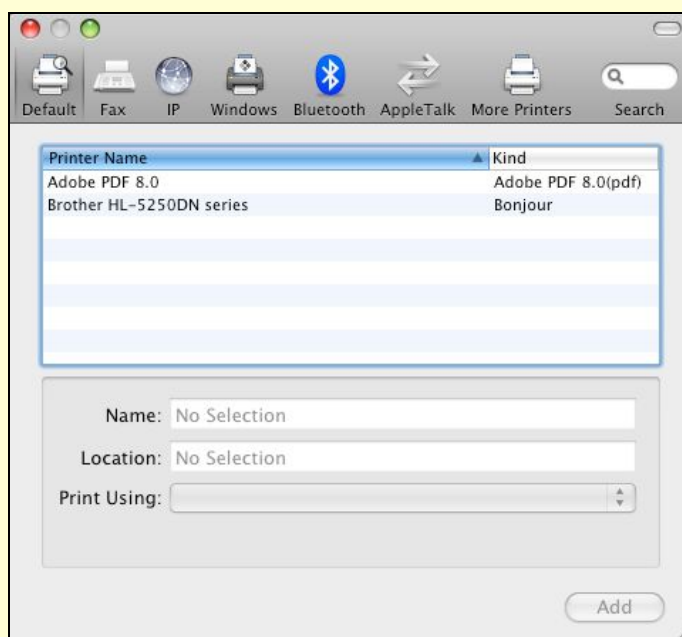 Default Fax IP Windows Bluetooth AppleTalk More Printers Search
Printer Name Kind
Adobe PDF 8.0 Adobe PDF 8.0(pdf)
Brother HL-5250DN series Bonjour
Name: No Selection
Location: No Selection
Print Using:
Add